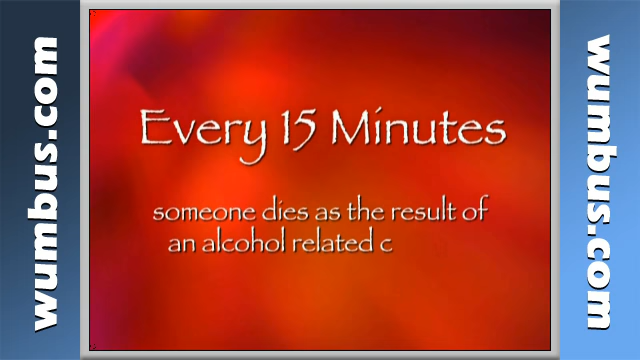 wumbus.com
Every 15 Minutes
someone dies as the result of
an alcohol related c
wumbus.com